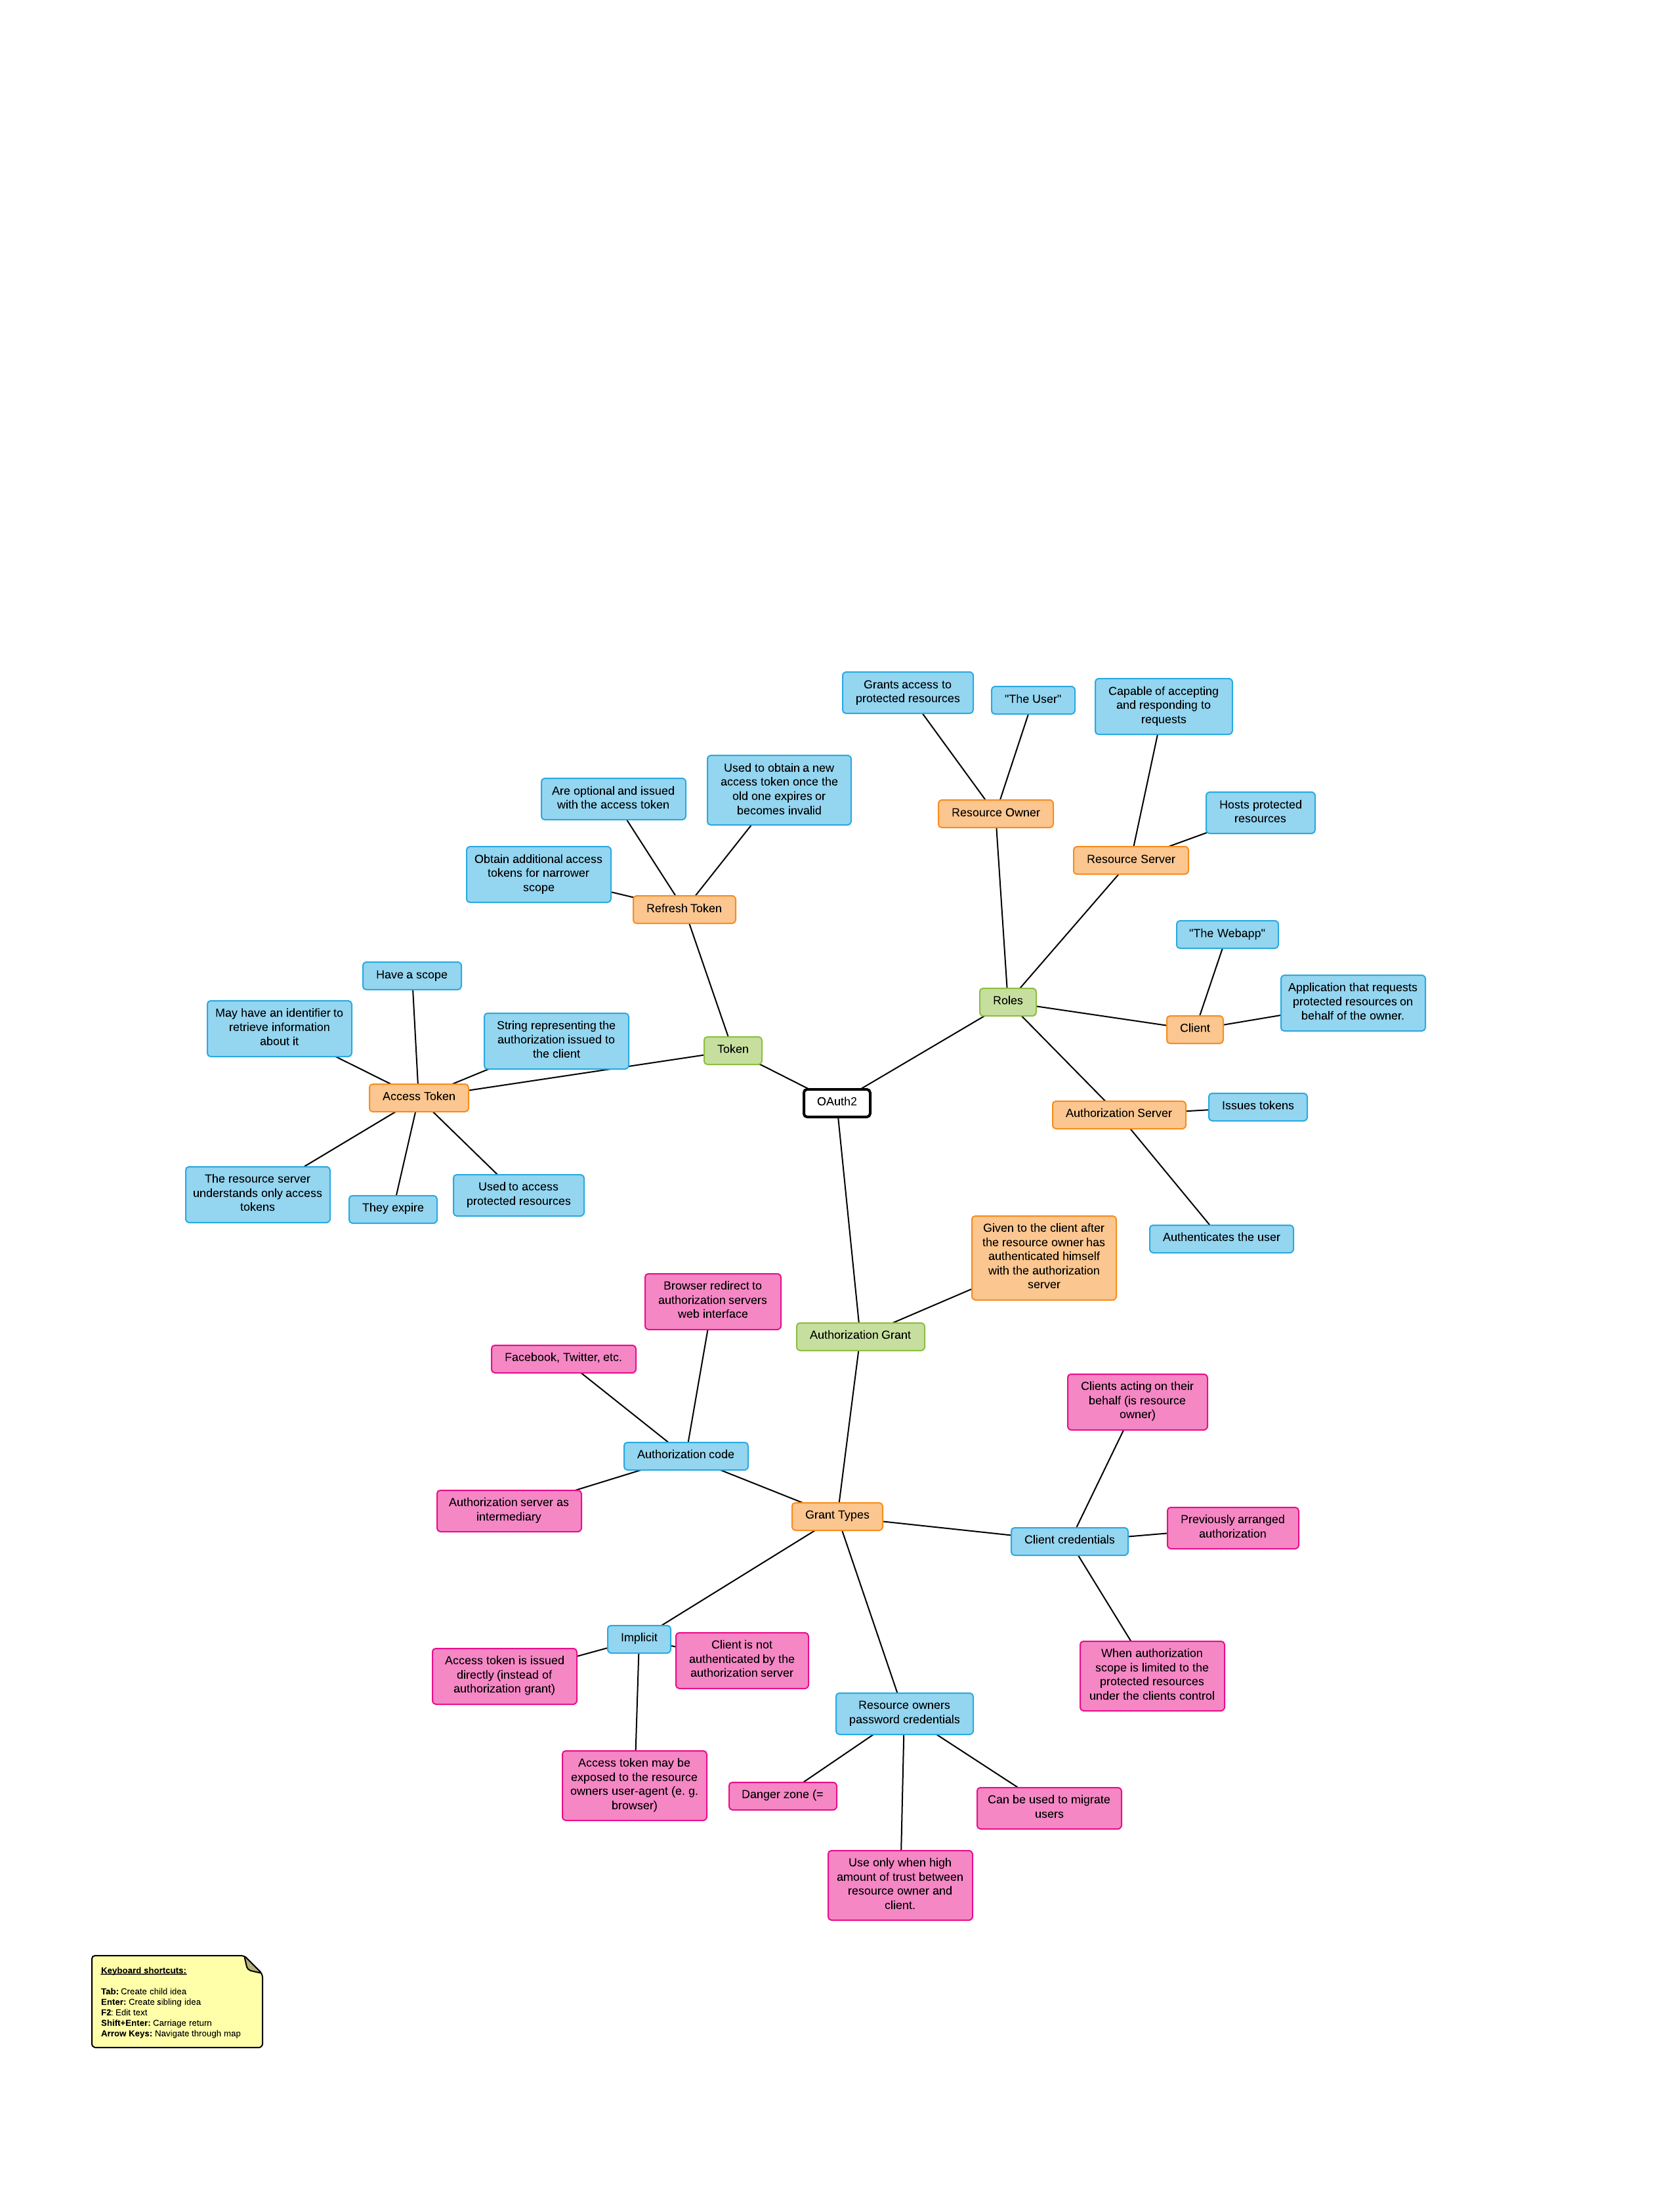 Grants access to
protected resources
"The User"
Capable of accepting
and responding to
requests
Used to obtain a new
access token once the
old one expires or
becomes invalid
Are optional and issued
with the access token
Hosts protected
resources
Resource Owner
Resource Server
Obtain additional access
tokens for narrower
scope
Refresh Token
"The Webapp"
Have a scope
Application that requests
protected resources on
behalf of the owner.
Roles
Client
May have an identifier to
retrieve information
about it
String representing the
authorization issued to
the client
Token
Access Token
OAuth2
Authorization Server
Issues tokens
The resource server
understands only access
tokens
They expire
Used to access
protected resources
Authenticates the user
Given to the client after
the resource owner has
authenticated himself
with the authorization
server
Browser redirect to
authorization servers
web interface
Authorization Grant
Facebook, Twitter, etc.
Clients acting on their
behalf (is resource
owner)
Authorization code
Authorization server as
intermediary
Grant Types
Previously arranged
authorization
Client credentials
Implicit
Client is not
authenticated by the
authorization server
Access token is issued
directly (instead of
authorization grant)
When authorization
scope is limited to the
protected resources
under the clients control
Resource owners
password credentials
Access token may be
exposed to the resource
owners user-agent (e. g.
browser)
Danger zone (=
Can be used to migrate
users
Use only when high
amount of trust between
resource owner and
client.
Keyboard shortcuts:
Tab: Create child idea
Enter: Create sibling idea
F2: Edit text
Shift+Enter: Carriage return
Arrow Keys: Navigate through map